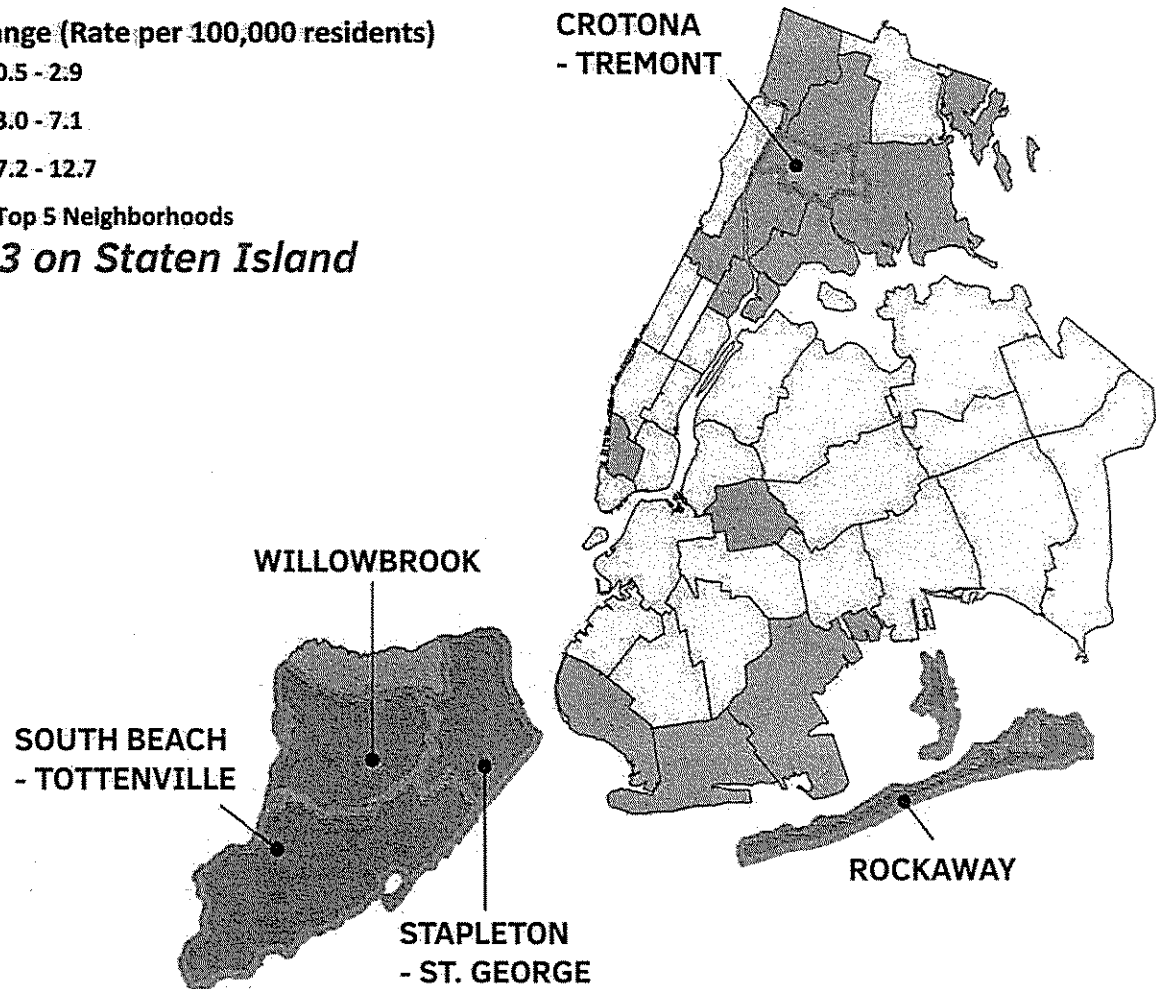 ange (Rate per 100,000 residents)
0.5 - 2.9
3.0 - 7.1
7.2 - 12.7
Top 5 Neighborhoods
3 on Staten Island
CROTONA
- TREMONT
WILLOWBROOK
SOUTH BEACH
- TOTTENVILLE
STAPLETON
- ST. GEORGE
ROCKAWAY